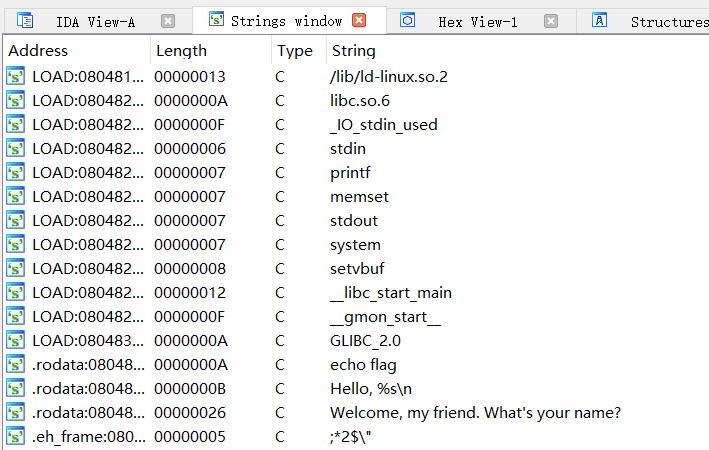 IDA View-A Strings window Hex View-1 Structures
Address Length Type String
LOAD:080481... 00000013 C /lib/ld-linux.so.2
LOAD:080482... 0000000A C libc.so.6
LOAD:080482... 0000000F C _IO_stdin_used
LOAD:080482... 00000006 C stdin
LOAD:080482... 00000007 C printf
LOAD:080482... 00000007 C memset
LOAD:080482... 00000007 C stdout
LOAD:080482... 00000007 C system
LOAD:080482... 00000008 C setvbuf
LOAD:080482... 00000012 C __libc_start_main
LOAD:080482... 0000000F C __gmon_start__
LOAD:080483... 0000000A C GLIBC_2.0
.rodata:08048... 0000000A C echo flag
.rodata:08048... 0000000B C Hello, %s\n
.rodata:08048... 00000026 C Welcome, my friend. What's your name?
.eh_frame:080... 00000005 C ;*2$\"